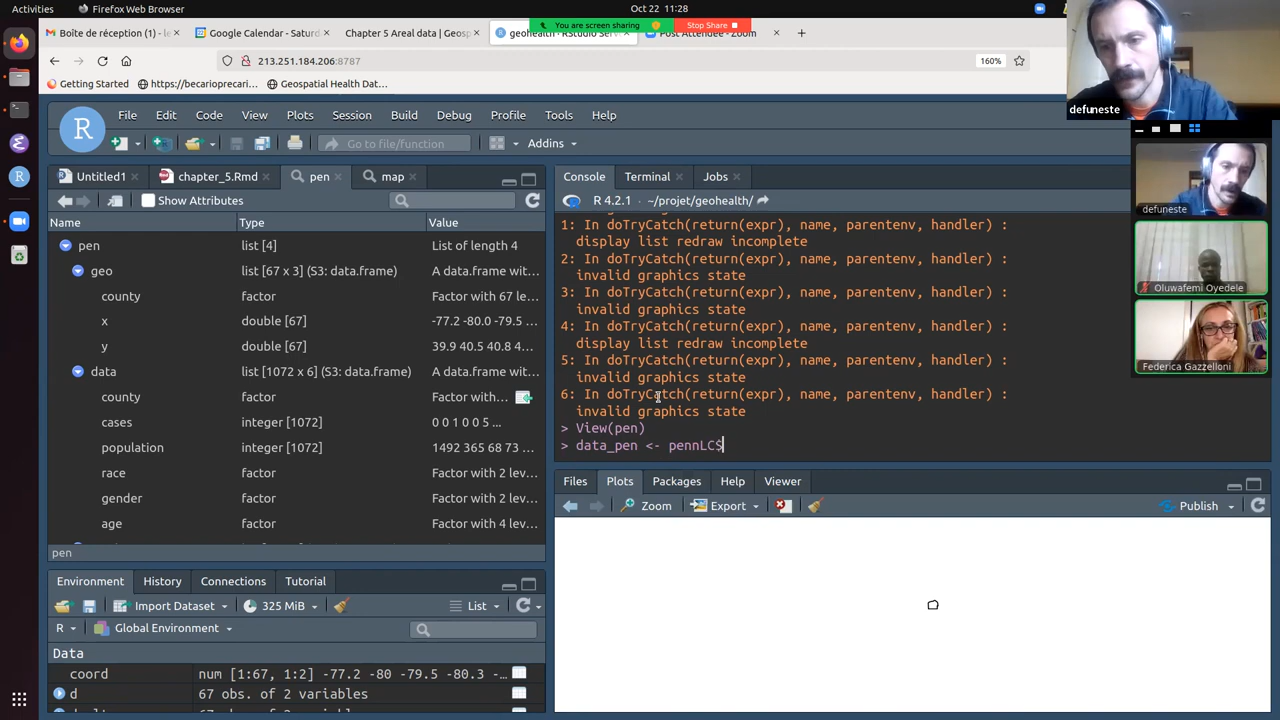 Activities
Firefox Web Browser
Oct 22 11:28
You are screen sharing
Stop Share
Boîte de réception (1) -
Google Calendar - Saturd
Chapter 5 Areal data | Geosp
geohealth - RStudio Serv
Post Attendee - Zoom
213.251.184.206:8787
160%
Getting Started
https://becarioprecari...
Geospatial Health Dat...
File Edit Code View Plots Session Build Debug Profile Tools Help
Go to file/function
Addins
Untitled1
chapter_5.Rmd
pen
map
Show Attributes
Name Type Value
pen list [4] List of length 4
geo list [67 x 3] (S3: data.frame) A data.frame wit...
county factor Factor with 67 le...
x double [67] -77.2 -80.0 -79.5 ...
y double [67] 39.9 40.5 40.8 4...
data list [1072 x 6] (S3: data.frame) A data.frame wit...
county factor Factor with...
cases integer [1072] 0 0 1 0 5 ...
population integer [1072] 1492 365 68 73 ...
race factor Factor with 2 lev...
gender factor Factor with 2 lev...
age factor Factor with 4 lev...
pen
Environment History Connections Tutorial
Import Dataset
325 MiB
List
R
Global Environment
Data
coord num [1:67, 1:2] -77.2 -80 -79.5 -80.3 -...
d 67 obs. of 2 variables
Console Terminal Jobs
R 4.2.1 · ~/projet/geohealth/
1: In doTryCatch(return(expr), name, parentenv, handler) :
display list redraw incomplete
2: In doTryCatch(return(expr), name, parentenv, handler) :
invalid graphics state
3: In doTryCatch(return(expr), name, parentenv, handler) :
invalid graphics state
4: In doTryCatch(return(expr), name, parentenv, handler) :
display list redraw incomplete
5: In doTryCatch(return(expr), name, parentenv, handler) :
invalid graphics state
6: In doTryCatch(return(expr), name, parentenv, handler) :
invalid graphics state
> View(pen)
> data_pen <- pennLC$
Files Plots Packages Help Viewer
Zoom
Export
Publish
defuneste
defuneste
Oluwafemi Oyedele
Federica Gazzelloni